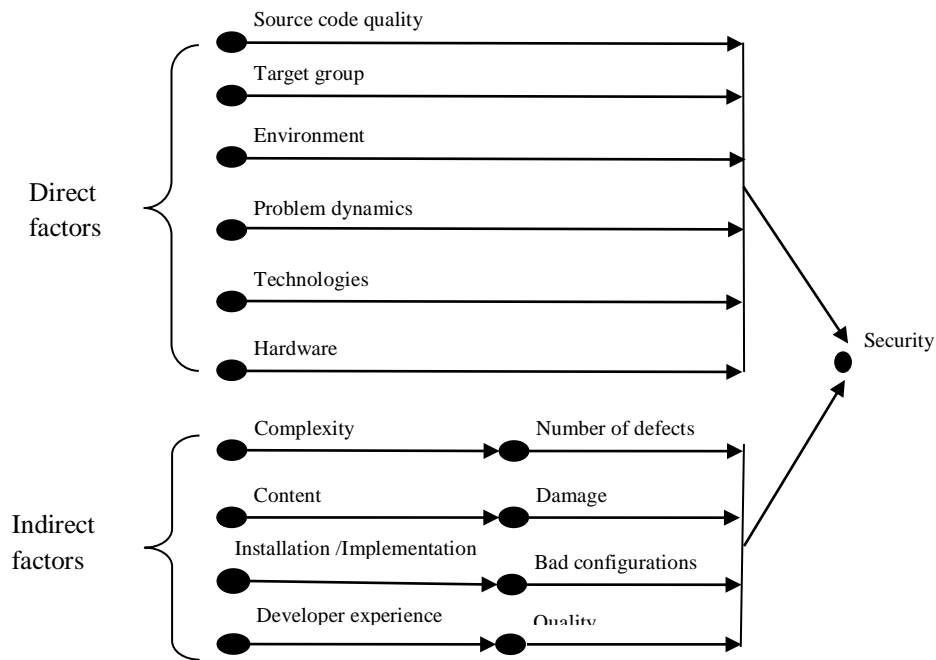 Source code quality
Target group
Environment
Direct
factors
Problem dynamics
Technologies
Hardware
Security
Complexity
Number of defects
Content
Damage
Indirect
factors
Installation /Implementation
Bad configurations
Developer experience
Quality